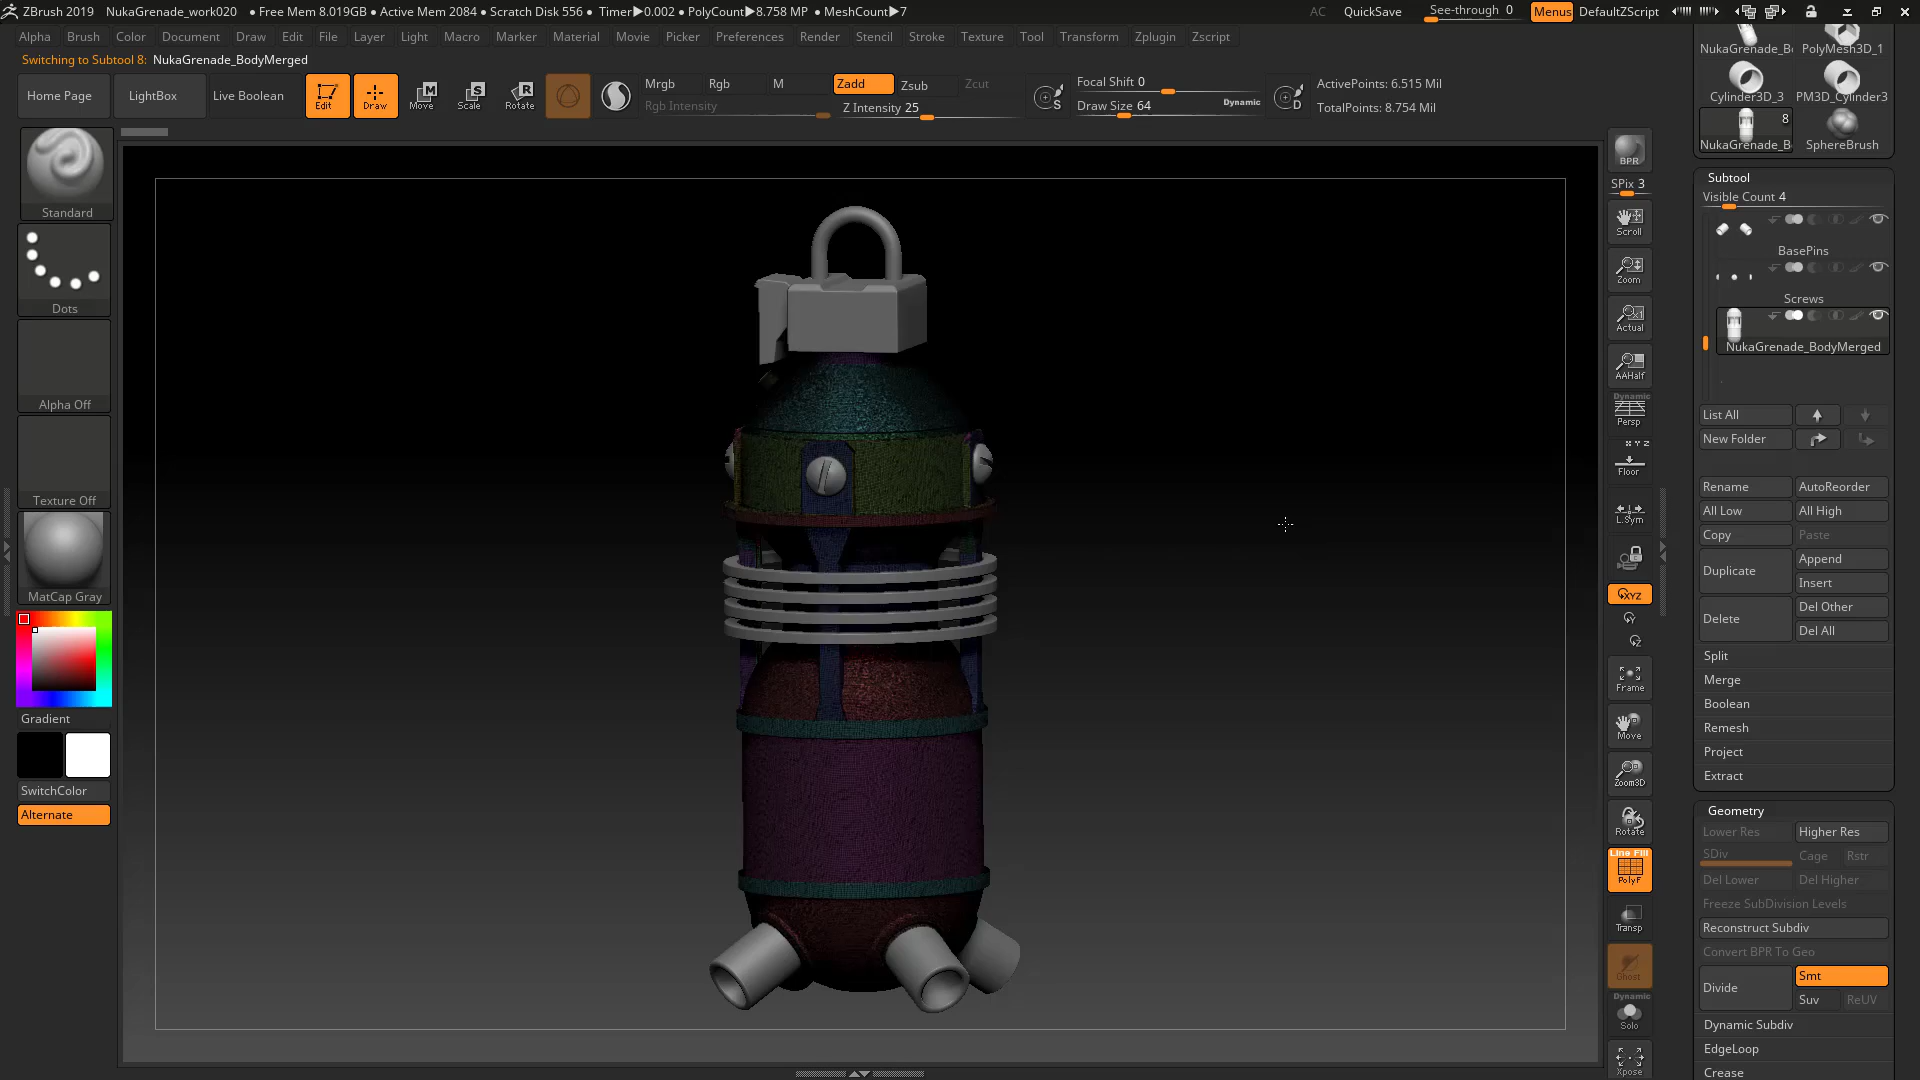 ZBrush 2019 NukaGrenade_work020 • Free Mem 8.019GB • Active Mem 2084 • Scratch Disk 556 • Timer▶0.002 • PolyCount▶8.758 MP • MeshCount▶7 AC QuickSave See-through 0 Menus DefaultZScript
Alpha Brush Color Document Draw Edit File Layer Light Macro Marker Material Movie Picker Preferences Render Stencil Stroke Texture Tool Transform Zplugin Zscript
Switching to Subtool 8: NukaGrenade_BodyMerged
Home Page LightBox Live Boolean Edit Draw Move Scale Rotate
Mrgb Rgb M Zadd Zsub Zcut
Rgb Intensity Z Intensity 25
Focal Shift 0
Draw Size 64 Dynamic
ActivePoints: 6.515 Mil
TotalPoints: 8.754 Mil
Standard
Dots
Alpha Off
Texture Off
MatCap Gray
Gradient
SwitchColor
Alternate
BPR
SPix 3
Scroll
Zoom
Actual
AAHalf
Dynamic
Persp
X Y Z
Floor
L.Sym
XYZ
Y
Z
Frame
Move
Zoom3D
Rotate
Line Fill
PolyF
Transp
Ghost
Dynamic
Solo
Xpose
NukaGrenade_B PolyMesh3D_1
Cylinder3D_3 PM3D_Cylinder3
8
NukaGrenade_B SphereBrush
Subtool
Visible Count 4
BasePins
Screws
NukaGrenade_BodyMerged
List All
New Folder
Rename AutoReorder
All Low All High
Copy Paste
Duplicate Append
Insert
Delete Del Other
Del All
Split
Merge
Boolean
Remesh
Project
Extract
Geometry
Lower Res Higher Res
SDiv Cage Rstr
Del Lower Del Higher
Freeze SubDivision Levels
Reconstruct Subdiv
Convert BPR To Geo
Divide Smt
Suv ReUV
Dynamic Subdiv
EdgeLoop
Crease